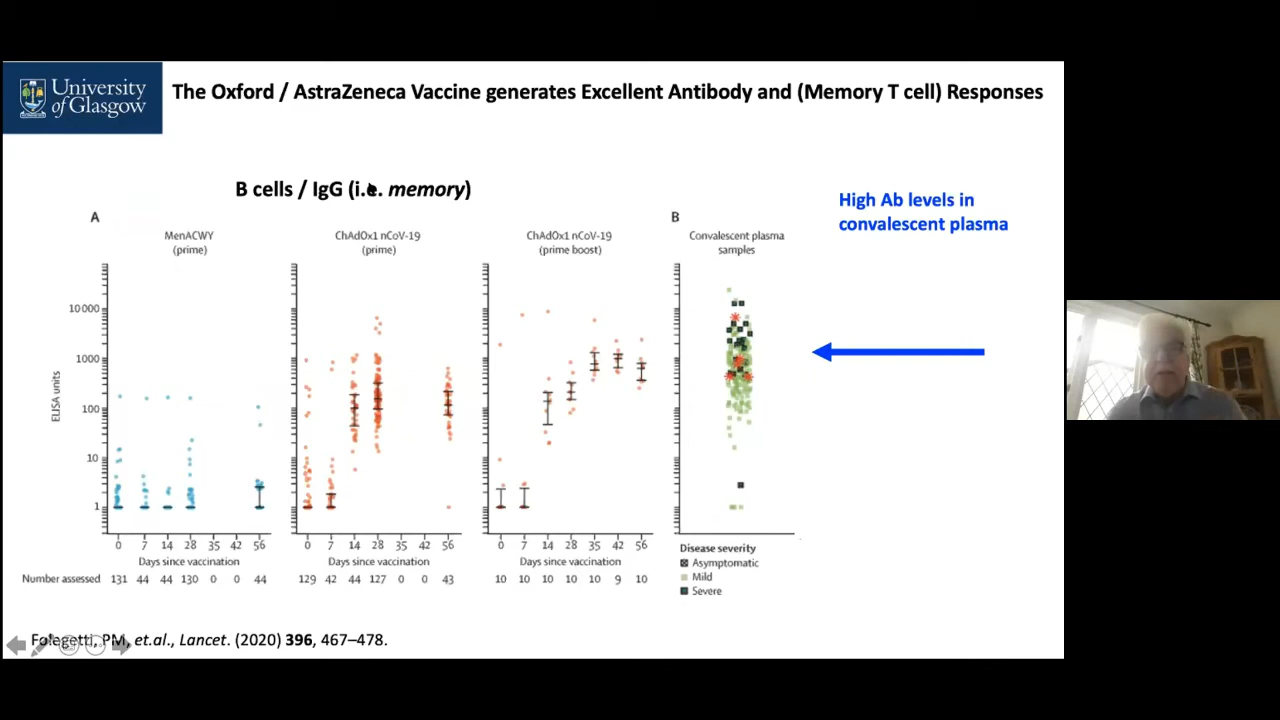 University
of Glasgow
The Oxford / AstraZeneca Vaccine generates Excellent Antibody and (Memory T cell) Responses
B cells / IgG (i.e. memory)
High Ab levels in
convalescent plasma
A
MenACWY
(prime)
ChAdOx1 nCoV-19
(prime)
ChAdOx1 nCoV-19
(prime boost)
B
Convalescent plasma
samples
ELISA units
10 000
1000
100
10
1
0 7 14 28 35 42 56
0 7 14 28 35 42 56
0 7 14 28 35 42 56
Days since vaccination
Days since vaccination
Days since vaccination
Number assessed 131 44 44 130 0 0 44
129 42 44 127 0 0 43
10 10 10 10 10 9 10
Disease severity
Asymptomatic
Mild
Severe
Folegetti, PM, et.al., Lancet. (2020) 396, 467–478.